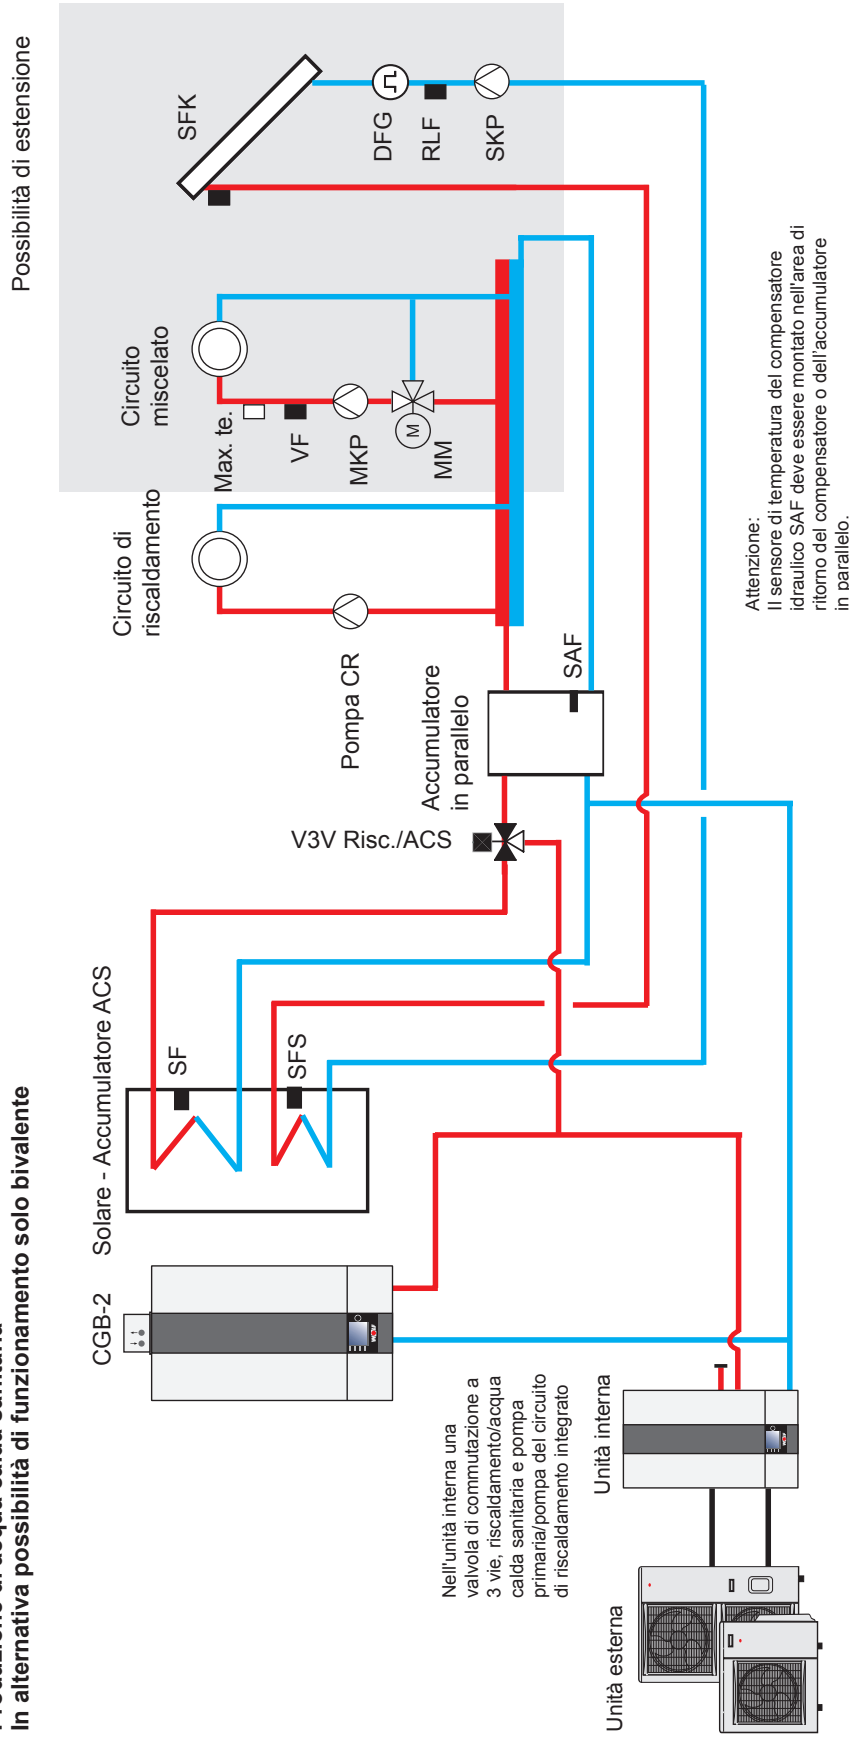 In alternativa possibilità di funzionamento solo bivalente
Possibilità di estensione
SFK
DFG
RLF
SKP
Circuito
miscelato
Max. te.
VF
MKP
MM
M
Circuito di
riscaldamento
Pompa CR
Accumulatore
in parallelo
SAF
V3V Risc./ACS
Solare - Accumulatore ACS
SF
SFS
CGB-2
Nell'unità interna una
valvola di commutazione a
3 vie, riscaldamento/acqua
calda sanitaria e pompa
primaria/pompa del circuito
di riscaldamento integrato
Unità interna
Unità esterna
Attenzione:
Il sensore di temperatura del compensatore
idraulico SAF deve essere montato nell'area di
ritorno del compensatore o dell'accumulatore
in parallelo.